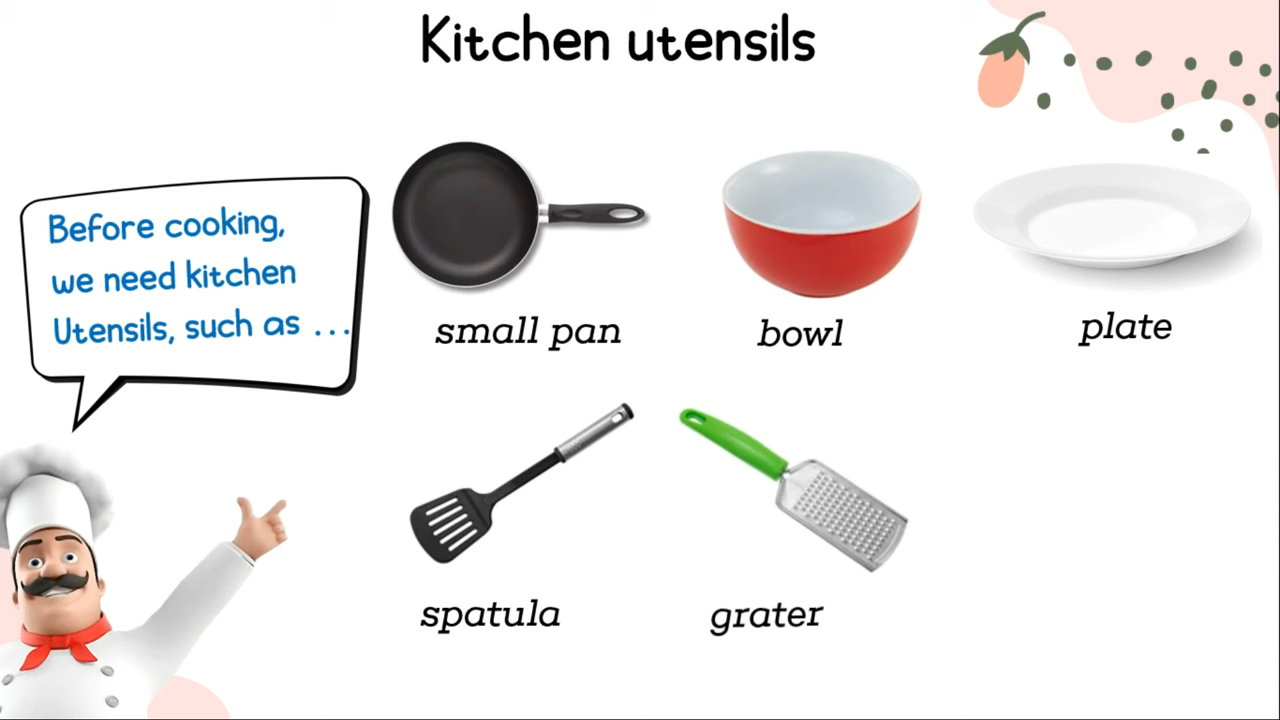 Kitchen utensils
Before cooking,
we need kitchen
Utensils, such as ...
small pan
bowl
plate
spatula
grater